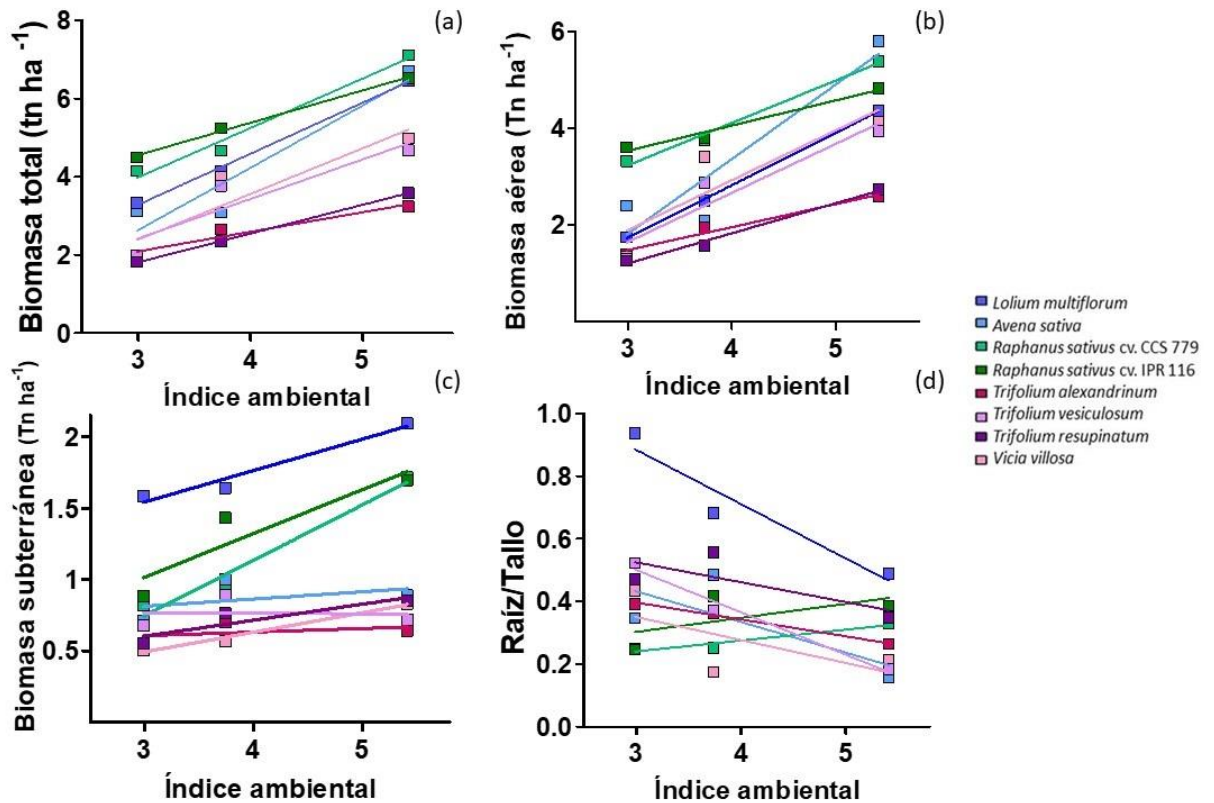 (a)
Biomasa total (tn ha -1)
8
6
4
2
0
3 4 5
Índice ambiental
(b)
Biomasa aérea (Tn ha-1)
6
4
2
3 4 5
Índice ambiental
Lolium multiflorum
Avena sativa
Raphanus sativus cv. CCS 779
Raphanus sativus cv. IPR 116
Trifolium alexandrinum
Trifolium vesiculosum
Trifolium resupinatum
Vicia villosa
(c)
Biomasa subterránea (Tn ha-1)
2
1.5
1
0.5
3 4 5
Índice ambiental
(d)
Raíz/Tallo
1.0
0.8
0.6
0.4
0.2
0.0
3 4 5
Índice ambiental